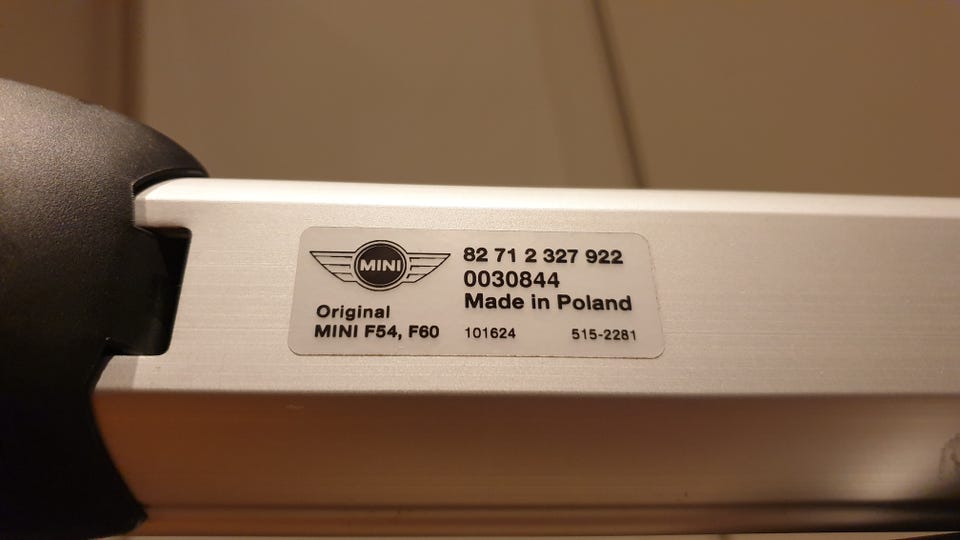 MINI
Original
MINI F54, F60
82 71 2 327 922
0030844
Made in Poland
101624 515-2281